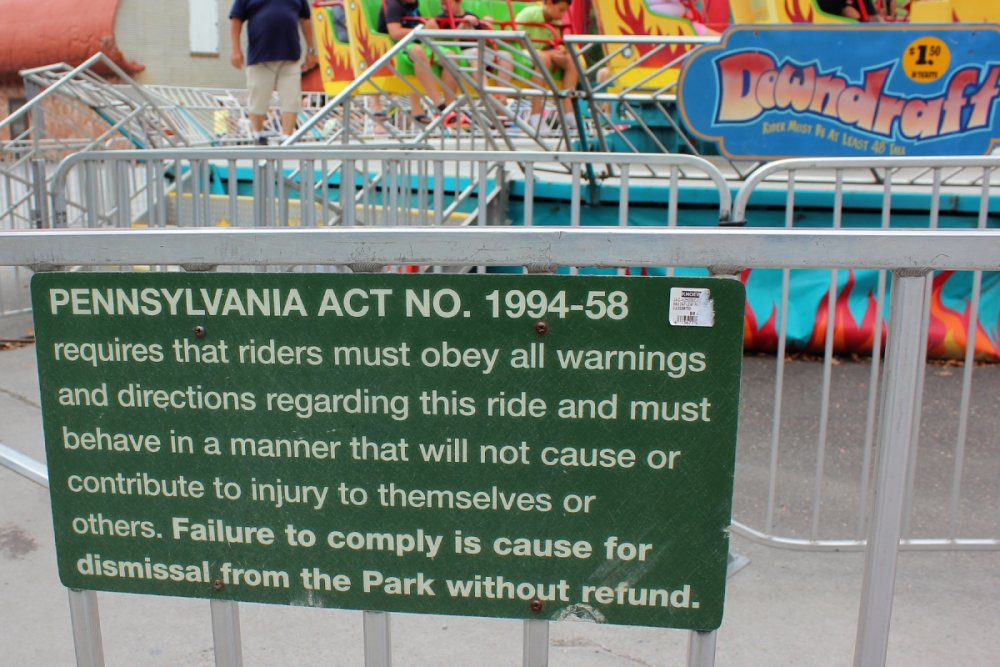 $1.50
IN TICKETS
Downdraft
RIDER MUST BE AT LEAST 48 TALL
PENNSYLVANIA ACT NO. 1994-58
requires that riders must obey all warnings
and directions regarding this ride and must
behave in a manner that will not cause or
contribute to injury to themselves or
others. Failure to comply is cause for
dismissal from the Park without refund.